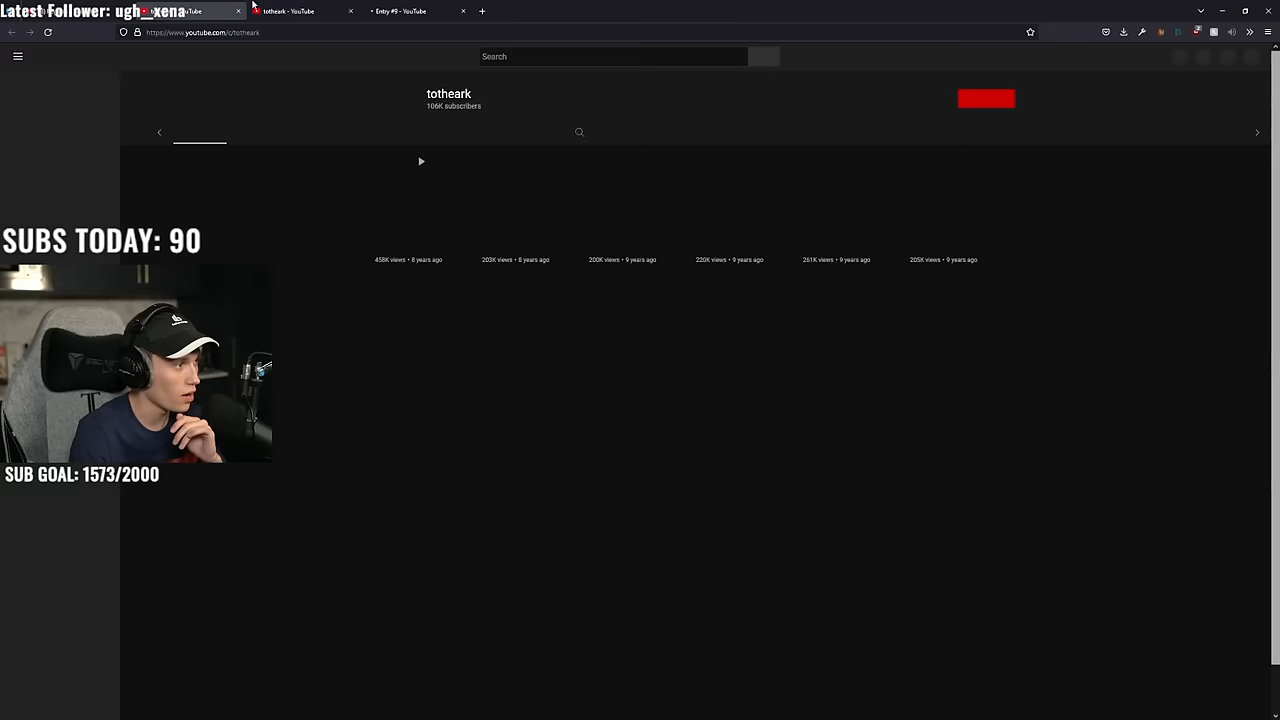 Latest Follower: ugh__xena
YouTube
totheark - YouTube
Entry #9 - YouTube
https://www.youtube.com/c/totheark
Search
totheark
106K subscribers
SUBS TODAY: 90
458K views • 8 years ago
203K views • 8 years ago
200K views • 9 years ago
220K views • 9 years ago
261K views • 9 years ago
205K views • 9 years ago
SUB GOAL: 1573/2000